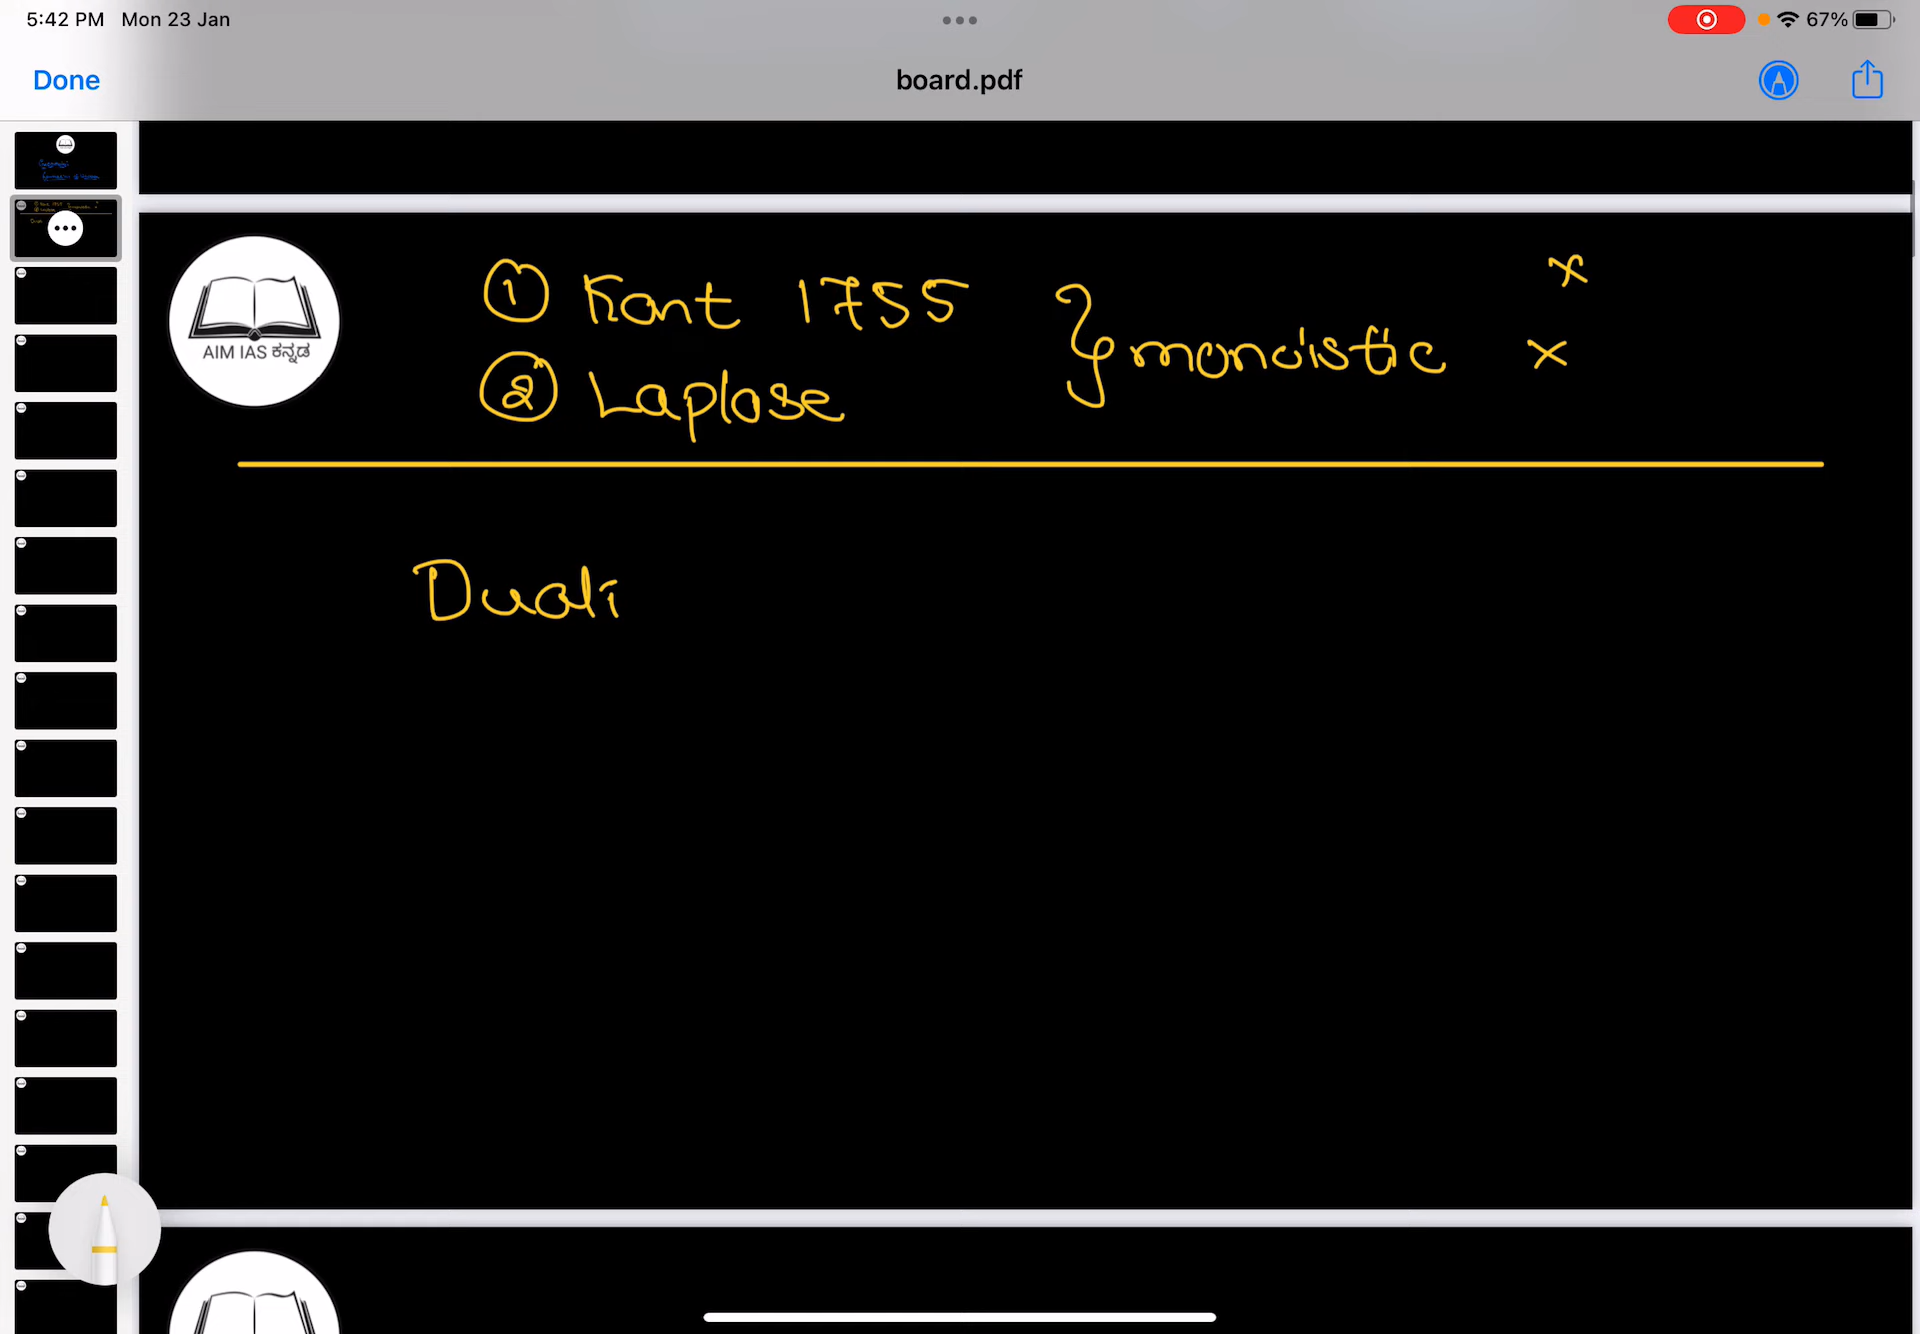 5:42 PM Mon 23 Jan
67%
Done
board.pdf
AIM IAS ಕನ್ನಡ
① Kant 1755
② Laplase
monoistic
x
x
Duali